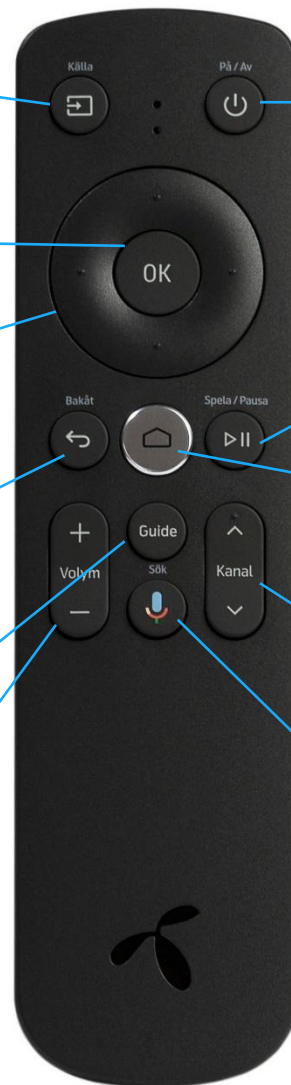 Källa
På / Av
OK
Bakåt
Spela / Pausa
Guide
Volym
Sök
Kanal